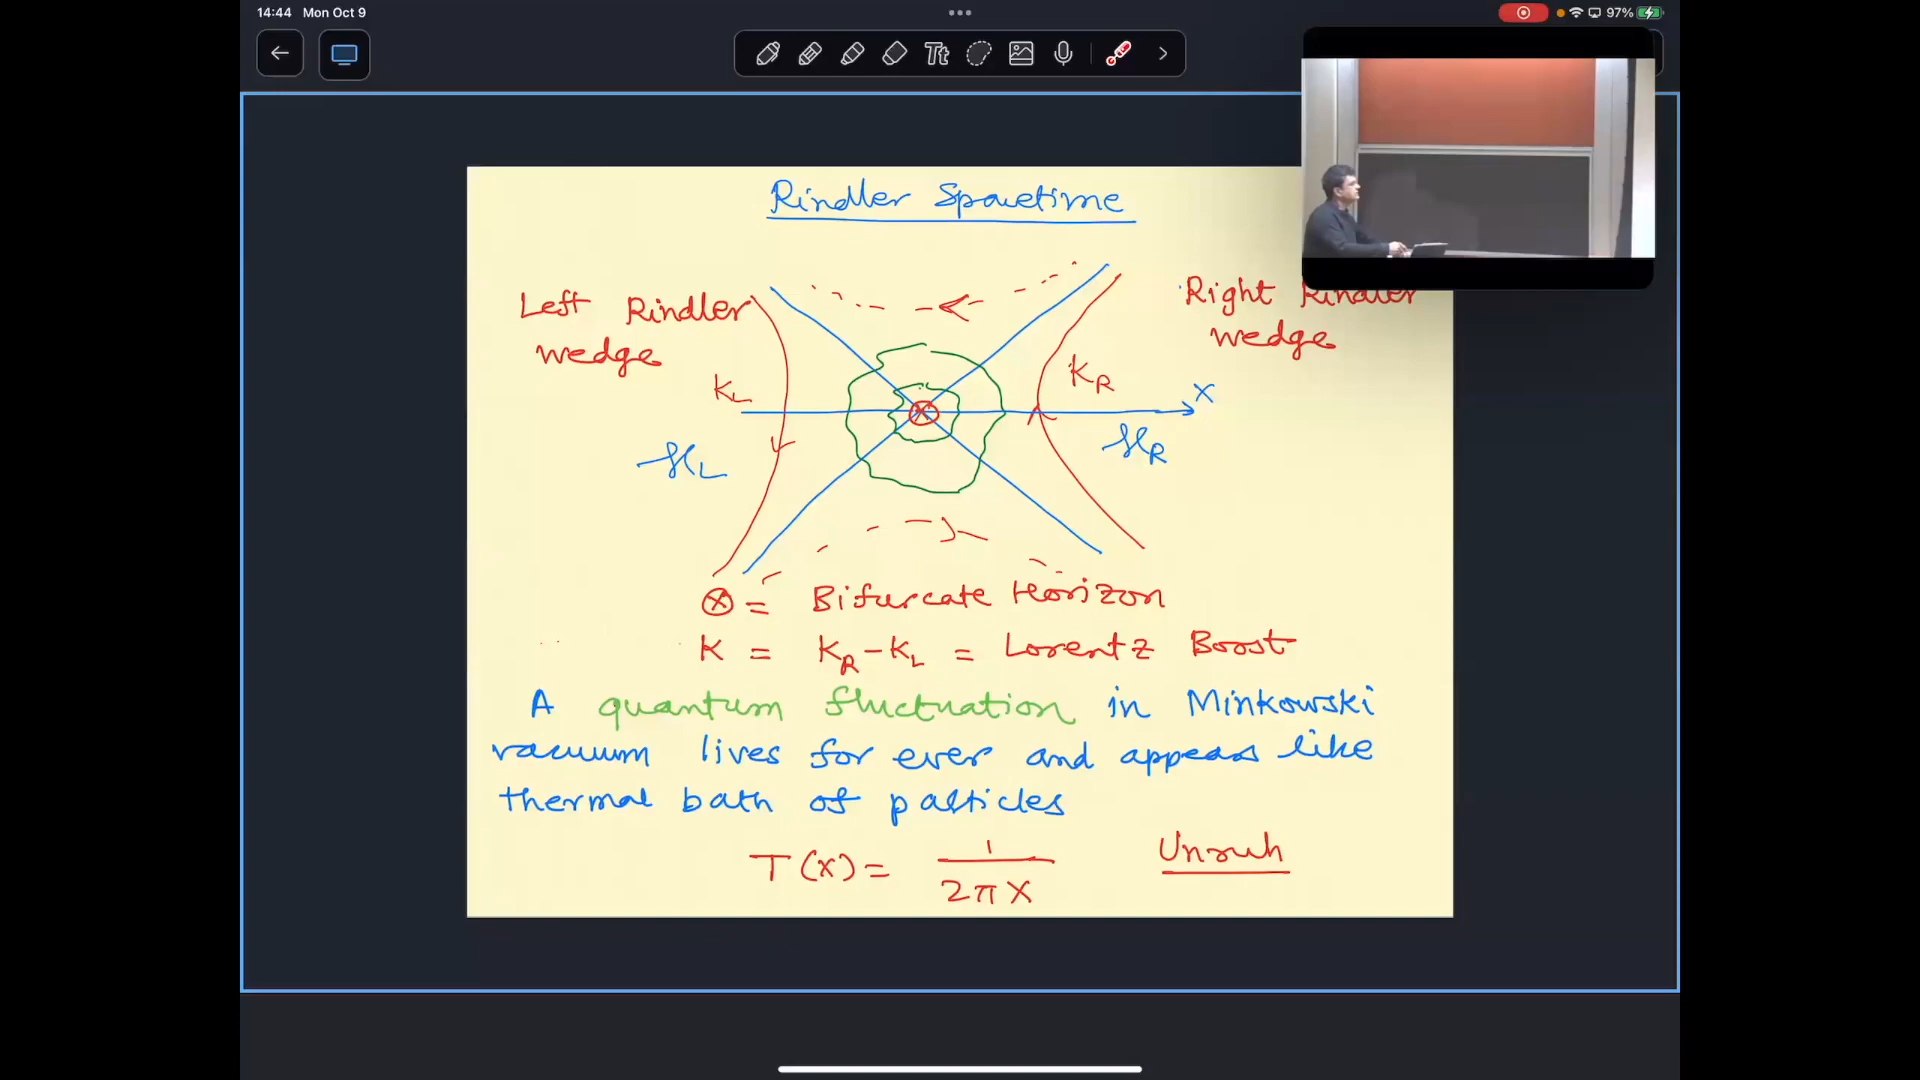 14:44 Mon Oct 9
97%
Tt
Rindler Spacetime
Left Rindler
wedge
Right Rindler
wedge
K_L
K_R
X
H_L
H_R
⊗ = Bifurcate Horizon
K = K_R - K_L = Lorentz Boost
A quantum fluctuation in Minkowski
vacuum lives for ever and appears like
thermal bath of particles
T(x) = 1/2πX
Unruh